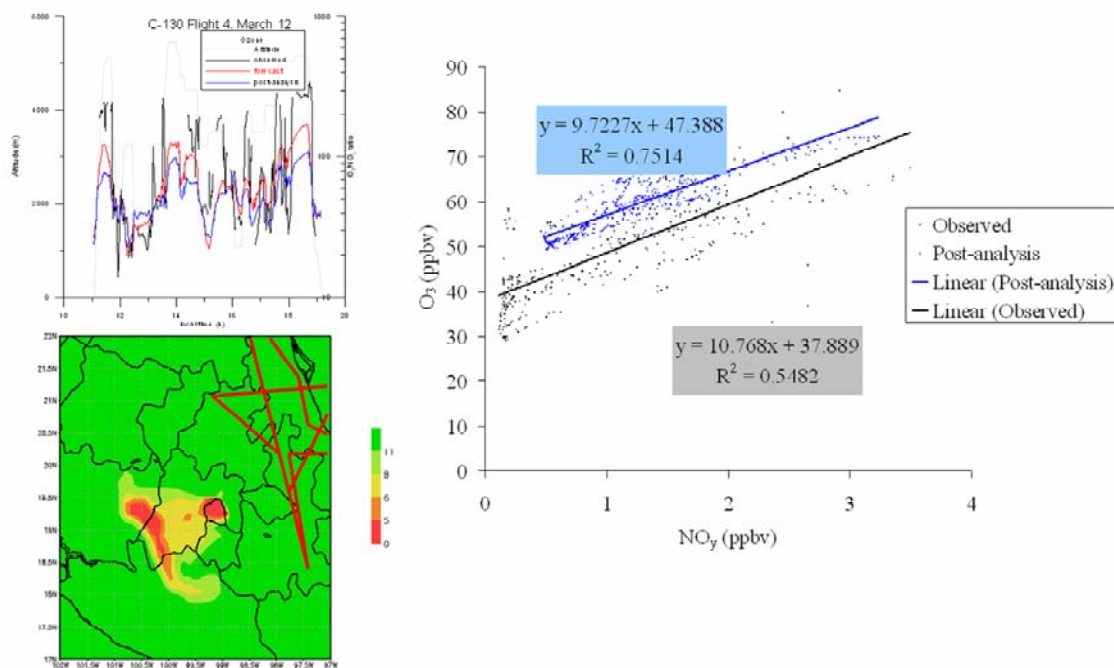 C-130 Flight 4, March 12
Ozone
Altitude
observed
forecast
post-analysis
6000
4000
2000
0
Altitude(m)
1000
100
10
10
12
14
16
18
20
22N
21.5N
21N
20.5N
20N
19.5N
19N
18.5N
18N
17.5N
17N
102W 101.5W 101W 100.5W 100W 99.5W 99W 98.5W 98W 97.5W 97W
11
8
6
5
0
90
80
70
60
50
40
30
20
10
0
O3 (ppbv)
y = 9.7227x + 47.388
R² = 0.7514
y = 10.768x + 37.889
R² = 0.5482
0 1 2 3 4
NOy (ppbv)
Observed
Post-analysis
Linear (Post-analysis)
Linear (Observed)